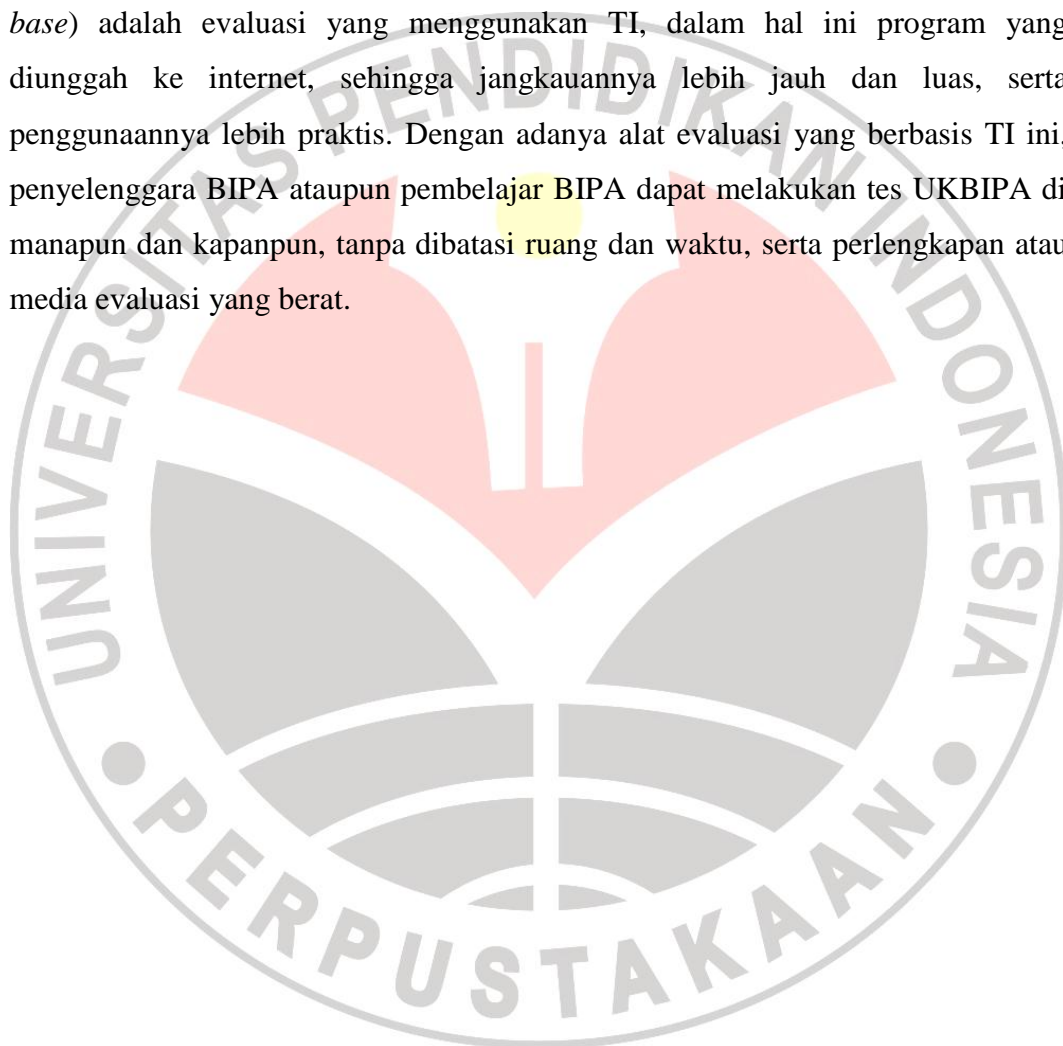 base) adalah evaluasi yang menggunakan TI, dalam hal ini program yang
diunggah ke internet, sehingga jangkauannya lebih jauh dan luas, serta
penggunaannya lebih praktis. Dengan adanya alat evaluasi yang berbasis TI ini,
penyelenggara BIPA ataupun pembelajar BIPA dapat melakukan tes UKBIPA di
manapun dan kapanpun, tanpa dibatasi ruang dan waktu, serta perlengkapan atau
media evaluasi yang berat.
UNIVERSITAS PENDIDIKAN INDONESIA
PERPUSTAKAAN